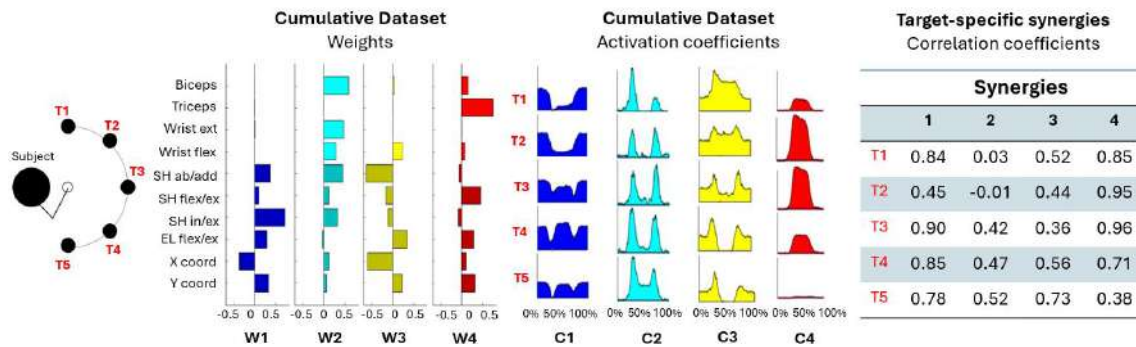 Cumulative Dataset
Weights
Cumulative Dataset
Activation coefficients
Target-specific synergies
Correlation coefficients
T1
T2
T3
T4
T5
Subject
Biceps
Triceps
Wrist ext
Wrist flex
SH ab/add
SH flex/ex
SH in/ex
EL flex/ex
X coord
Y coord
-0.5 0 0.5
-0.5 0 0.5
-0.5 0 0.5
-0.5 0 0.5
W1 W2 W3 W4
T1
T2
T3
T4
T5
0% 50% 100%
0% 50% 100%
0% 50% 100%
0% 50% 100%
C1 C2 C3 C4
Synergies
1 2 3 4
T1 0.84 0.03 0.52 0.85
T2 0.45 -0.01 0.44 0.95
T3 0.90 0.42 0.36 0.96
T4 0.85 0.47 0.56 0.71
T5 0.78 0.52 0.73 0.38